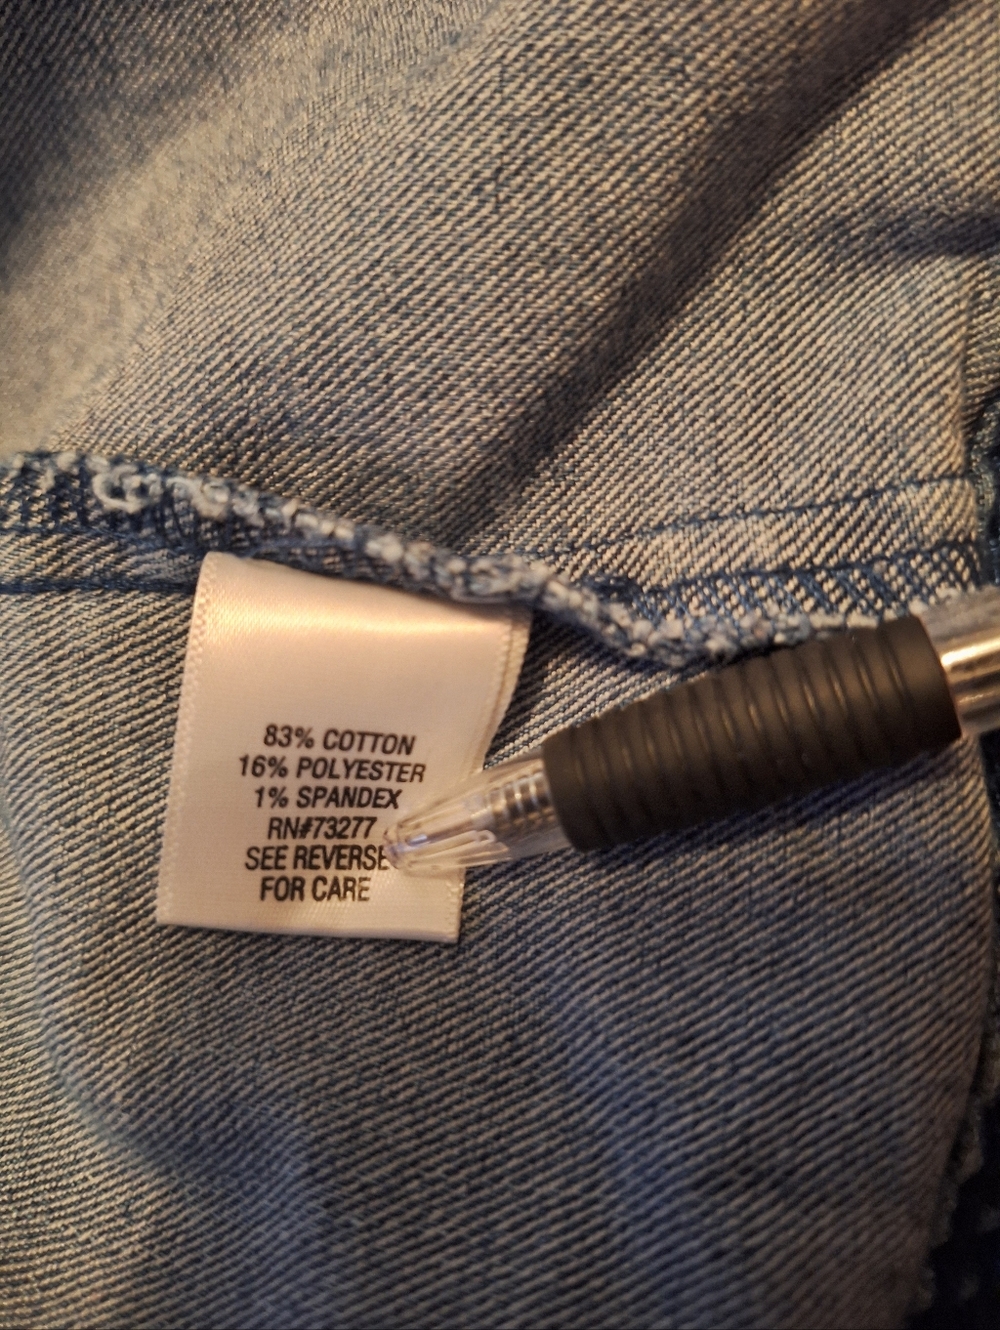 83% COTTON
16% POLYESTER
1% SPANDEX
RN#73277
SEE REVERSE
FOR CARE